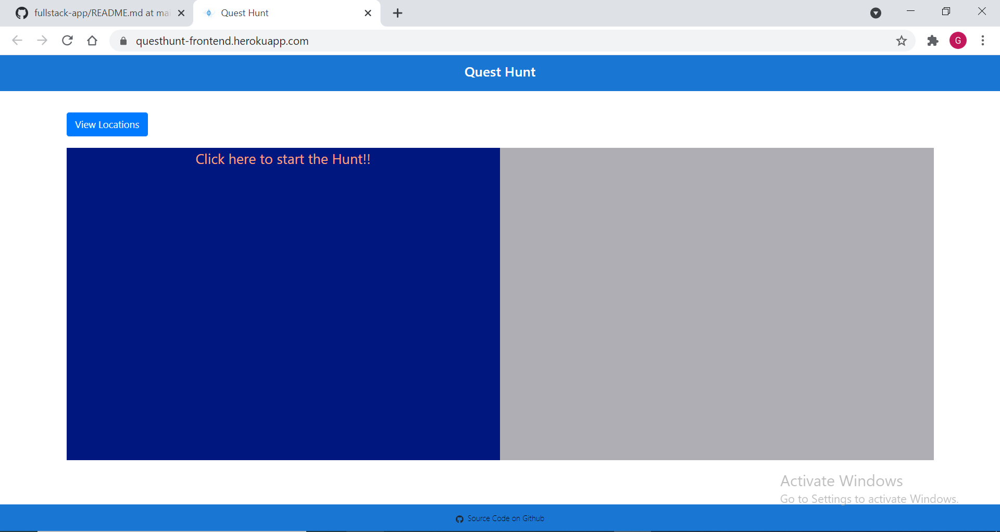 fullstack-app/README.md at mai
Quest Hunt
questhunt-frontend.herokuapp.com
G
Quest Hunt
View Locations
Click here to start the Hunt!!
Activate Windows
Go to Settings to activate Windows.
Source Code on Github